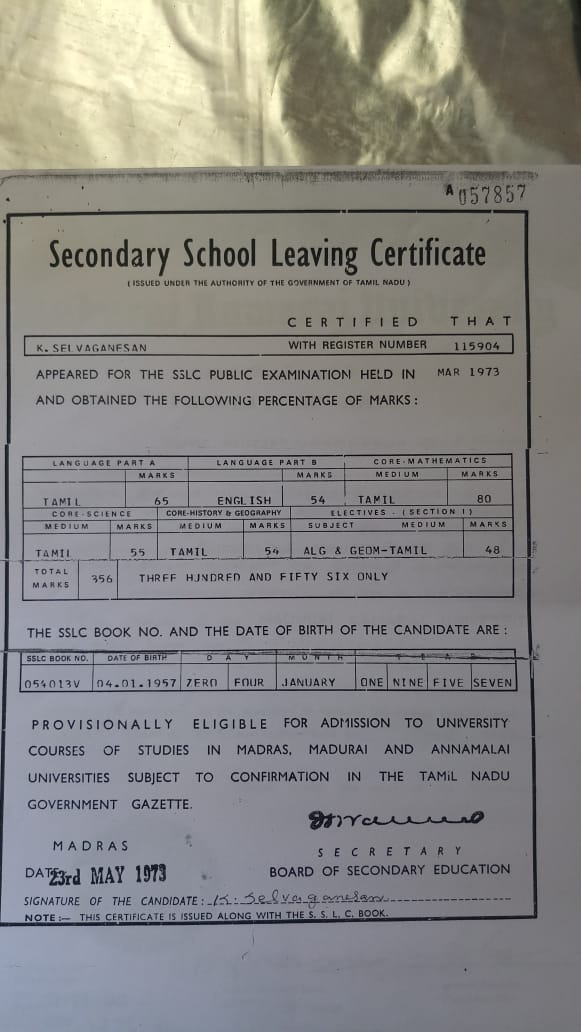 A 057857
Secondary School Leaving Certificate
( ISSUED UNDER THE AUTHORITY OF THE GOVERNMENT OF TAMIL NADU )
CERTIFIED THAT
K. SELVAGANESAN WITH REGISTER NUMBER 115904
APPEARED FOR THE SSLC PUBLIC EXAMINATION HELD IN MAR 1973
AND OBTAINED THE FOLLOWING PERCENTAGE OF MARKS :
LANGUAGE PART A LANGUAGE PART B CORE-MATHEMATICS
MARKS MARKS MEDIUM MARKS
TAMIL 65 ENGLISH 54 TAMIL 80
CORE-SCIENCE CORE-HISTORY & GEOGRAPHY ELECTIVES - (SECTION I)
MEDIUM MARKS MEDIUM MARKS SUBJECT MEDIUM MARKS
TAMIL 55 TAMIL 54 ALG & GEOM-TAMIL 48
TOTAL MARKS 356 THREE HUNDRED AND FIFTY SIX ONLY
THE SSLC BOOK NO. AND THE DATE OF BIRTH OF THE CANDIDATE ARE :
SSLC BOOK NO. DATE OF BIRTH DAY MONTH YEAR
054013V 04.01.1957 ZERO FOUR JANUARY ONE NINE FIVE SEVEN
PROVISIONALLY ELIGIBLE FOR ADMISSION TO UNIVERSITY
COURSES OF STUDIES IN MADRAS, MADURAI AND ANNAMALAI
UNIVERSITIES SUBJECT TO CONFIRMATION IN THE TAMIL NADU
GOVERNMENT GAZETTE.
MADRAS SECRETARY
DATE 23rd MAY 1973 BOARD OF SECONDARY EDUCATION
SIGNATURE OF THE CANDIDATE : K. Selvaganesan
NOTE :— THIS CERTIFICATE IS ISSUED ALONG WITH THE S. S. L. C. BOOK.